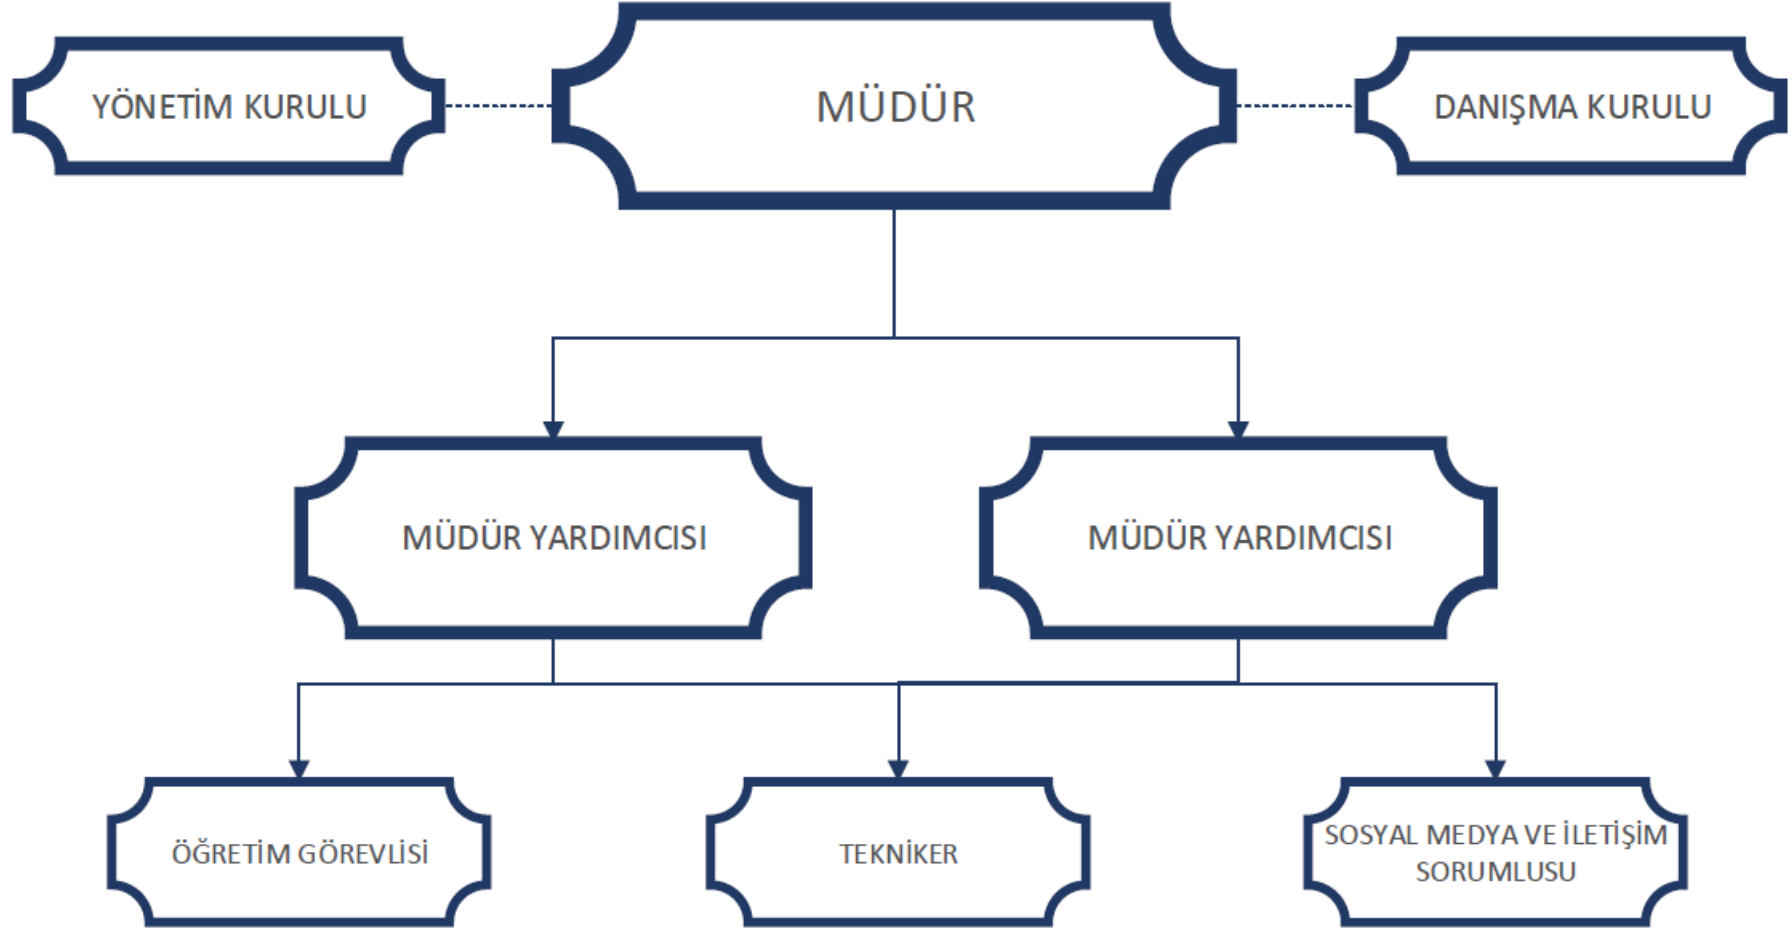 YÖNETİM KURULU
MÜDÜR
DANIŞMA KURULU
MÜDÜR YARDIMCISI
MÜDÜR YARDIMCISI
ÖĞRETİM GÖREVLİSİ
TEKNİKER
SOSYAL MEDYA VE İLETİŞİM
SORUMLUSU